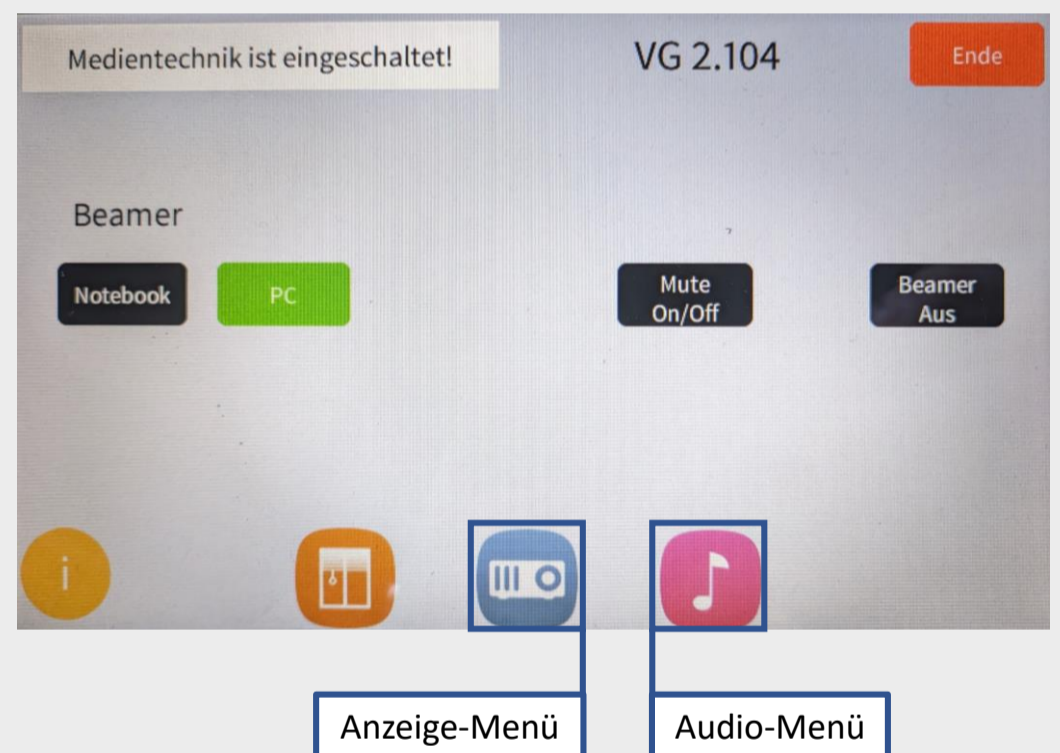 Medientechnik ist eingeschaltet!
VG 2.104
Ende
Beamer
Notebook
PC
Mute
On/Off
Beamer
Aus
i
Anzeige-Menü
Audio-Menü